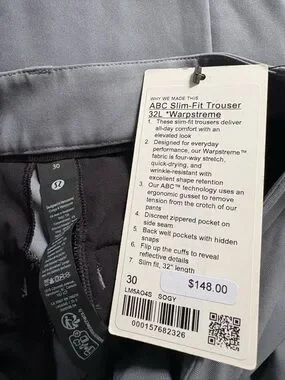 WHY WE MADE THIS
ABC Slim-Fit Trouser
32L *Warpstreme
1. These slim-fit trousers deliver
all-day comfort with an
elevated look
2. Designed for everyday
performance, our Warpstreme™
fabric is four-way stretch,
quick-drying, and
wrinkle-resistant with
excellent shape retention
3. Our ABC™ technology uses an
ergonomic gusset to remove
tension from the crotch of our
pants
4. Discreet zippered pocket on
side seam
5. Back welt pockets with hidden
snaps
6. Flip up the cuffs to reveal
reflective details
7. Slim fit, 32" length
30
$148.00
LM5AO4S SOGY
000157682326
30